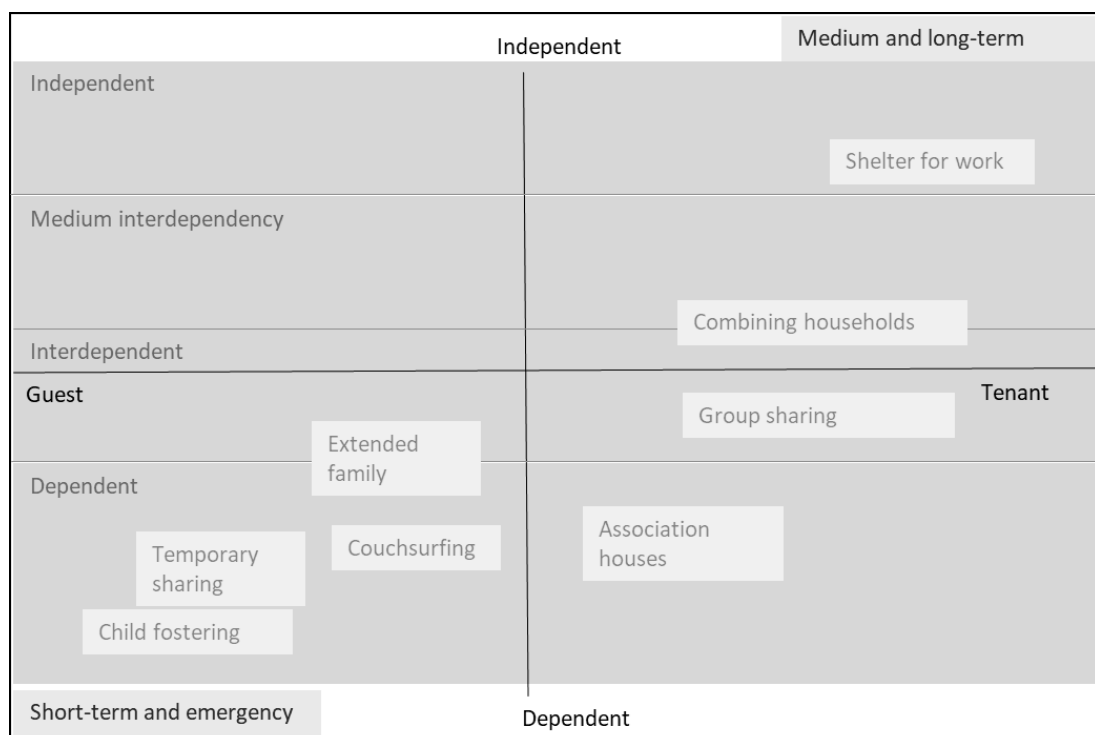 Independent
Medium and long-term
Independent
Shelter for work
Medium interdependency
Combining households
Interdependent
Guest
Tenant
Group sharing
Extended
family
Dependent
Couchsurfing
Association
houses
Temporary
sharing
Child fostering
Short-term and emergency
Dependent